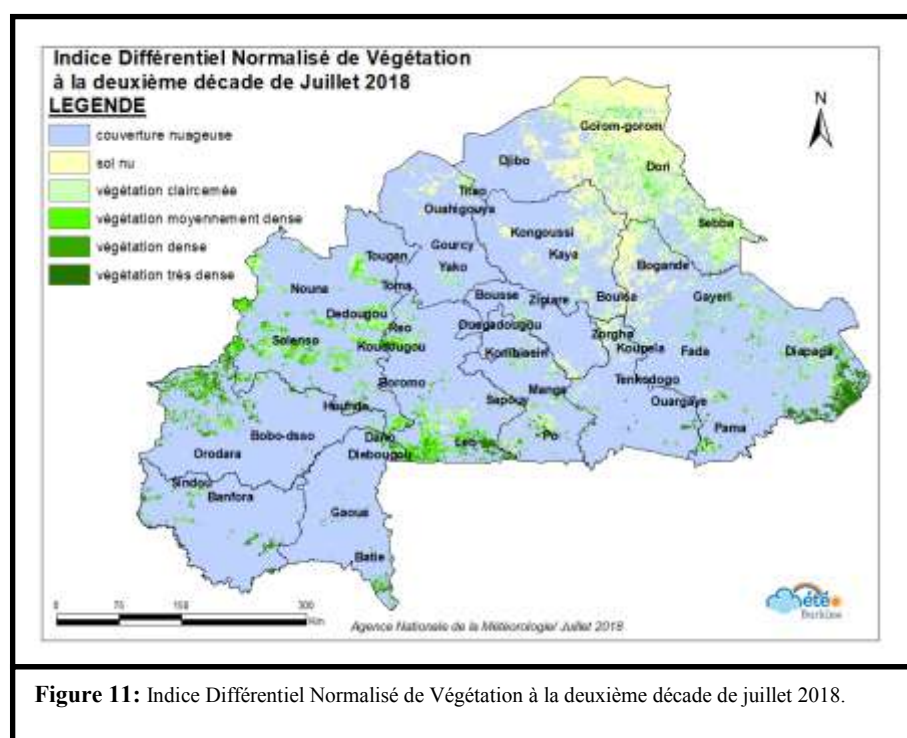 Indice Différentiel Normalisé de Végétation
à la deuxième décade de Juillet 2018
LEGENDE
couverture nuageuse
sol nu
végétation claircemée
végétation moyennement dense
végétation dense
végétation très dense
N
Gorom-gorom
Djibo
Dori
Titao
Ouahigouya
Sebba
Kongoussi
Gourcy
Kaya
Tougan
Bogande
Yako
Nouna
Toma
Bousse
Ziniare
Boulsa
Gayeri
Dedougou
Reo
Ouagadougou
Zorgho
Solenso
Koudougou
Kombissiri
Koupela
Fada
Diapaga
Boromo
Tenkodogo
Manga
Sapouy
Ouargaye
Hounde
Po
Pama
Bobo-dsso
Dano
Leo
Orodara
Diebougou
Sindou
Banfora
Gaoua
Batie
0 75 150 300
Km
Agence Nationale de la Météorologie/ Juillet 2018
été
Burkina
Figure 11: Indice Différentiel Normalisé de Végétation à la deuxième décade de juillet 2018.